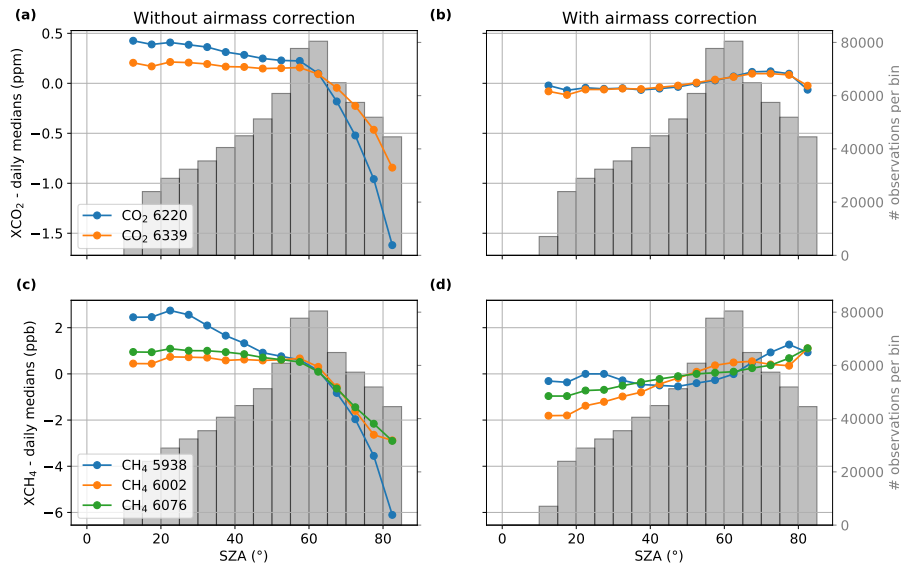 (a) Without airmass correction
(b) With airmass correction
XCO₂ - daily medians (ppm)
0.5
0.0
−0.5
−1.0
−1.5
CO₂ 6220
CO₂ 6339
80000
60000
40000
20000
0
# observations per bin
(c)
(d)
XCH₄ - daily medians (ppb)
2
0
−2
−4
−6
CH₄ 5938
CH₄ 6002
CH₄ 6076
80000
60000
40000
20000
0
# observations per bin
0 20 40 60 80
SZA (°)
0 20 40 60 80
SZA (°)